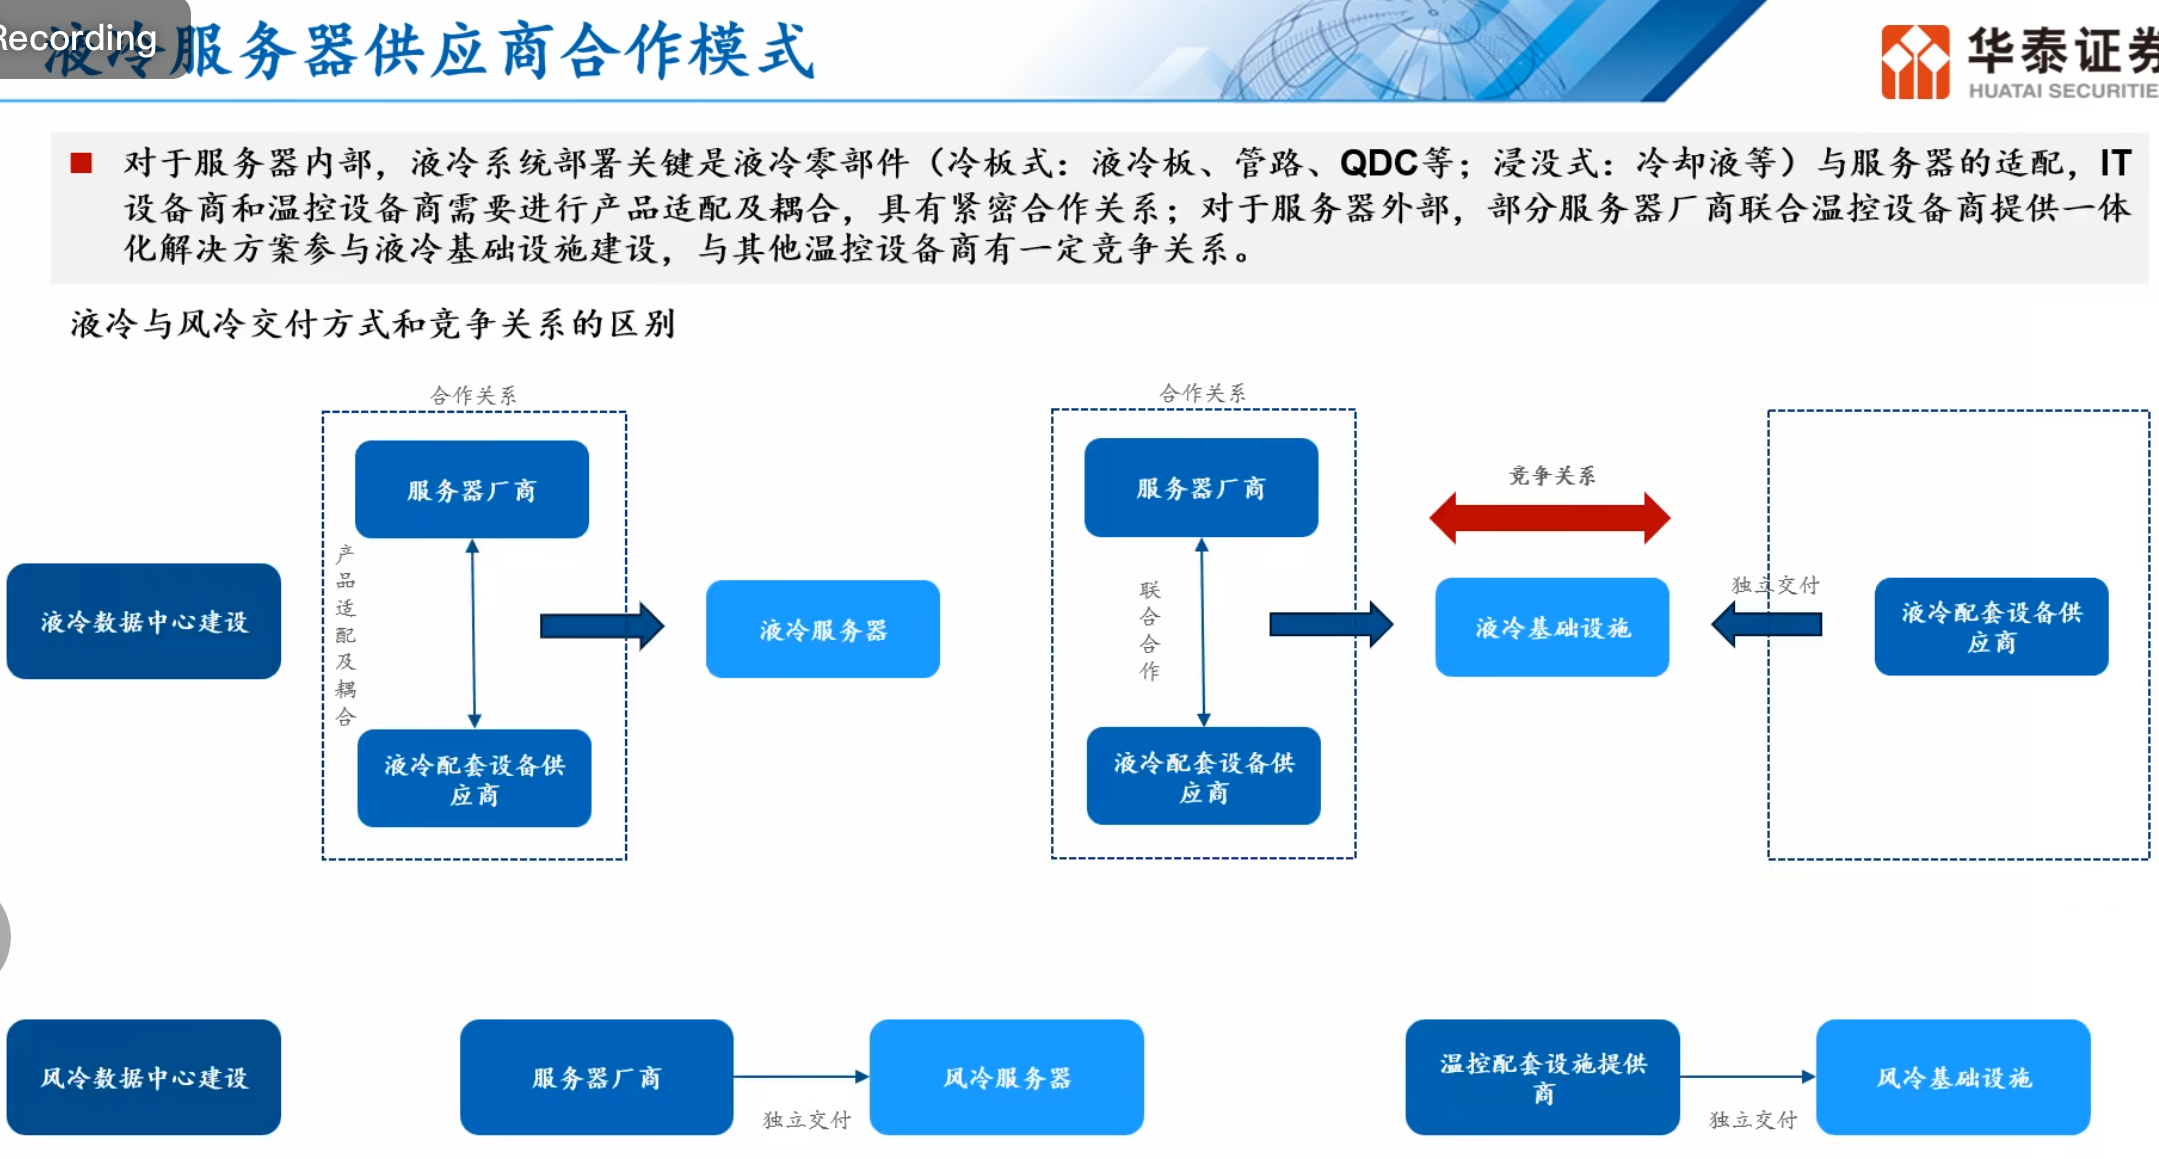 Recording
液冷服务器供应商合作模式
华泰证券
HUATAI SECURITIE
对于服务器内部，液冷系统部署关键是液冷零部件（冷板式：液冷板、管路、QDC等；浸没式：冷却液等）与服务器的适配，IT
设备商和温控设备商需要进行产品适配及耦合，具有紧密合作关系；对于服务器外部，部分服务器厂商联合温控设备商提供一体
化解决方案参与液冷基础设施建设，与其他温控设备商有一定竞争关系。
液冷与风冷交付方式和竞争关系的区别
液冷数据中心建设
合作关系
服务器厂商
产品适配及耦合
液冷配套设备供
应商
液冷服务器
合作关系
服务器厂商
联合合作
液冷配套设备供
应商
竞争关系
液冷基础设施
独立交付
液冷配套设备供
应商
风冷数据中心建设
服务器厂商
独立交付
风冷服务器
温控配套设施提供
商
独立交付
风冷基础设施